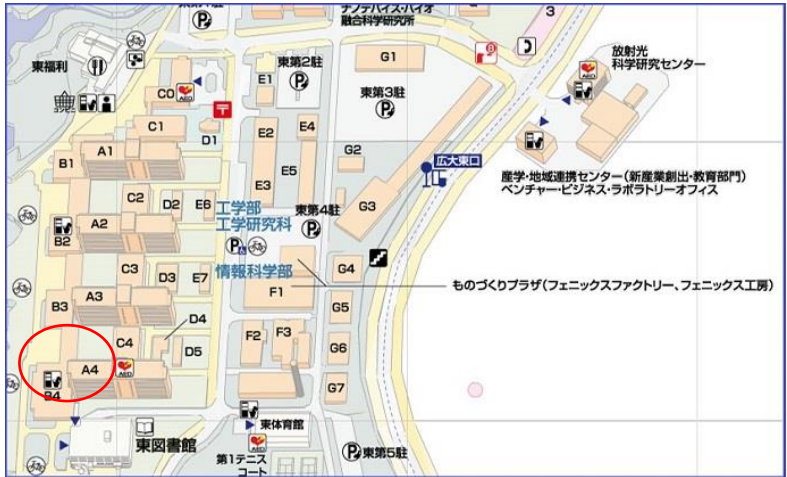 ナノデバイス・バイオ
融合科学研究所
3
東福利
東第2駐
G1
放射光
科学研究センター
C0
AED
E1
東第3駐
〒
C1
D1
E2
E4
A1
B1
G2
広大東口
E5
産学・地域連携センター(新産業創出・教育部門)
ベンチャー・ビジネス・ラボラトリーオフィス
C2
D2
E6
E3
工学部
工学研究科
東第4駐
G3
A2
B2
情報科学部
C3
D3
E7
G4
F1
ものづくりプラザ(フェニックスファクトリー、フェニックス工房)
A3
B3
D4
G5
C4
D5
F2
F3
G6
A4
AED
B4
G7
東図書館
東体育館
AED
第1テニス
コート
東第5駐